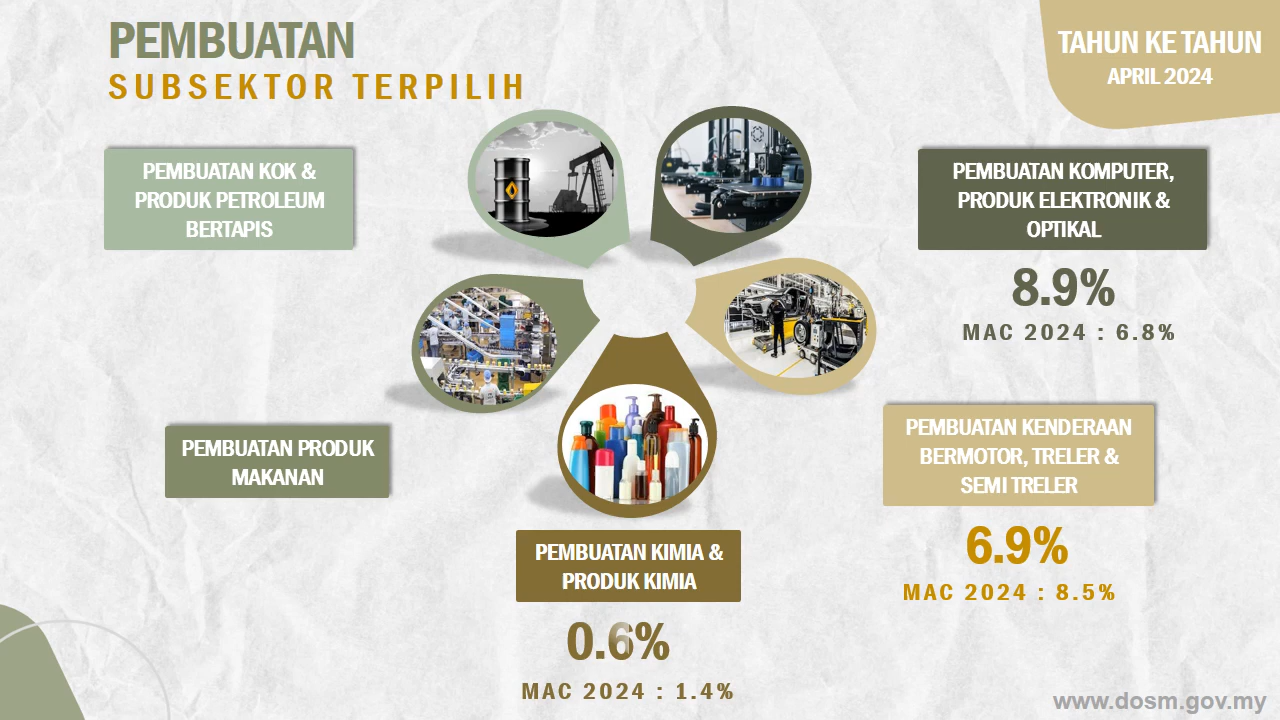 PEMBUATAN
SUBSEKTOR TERPILIH
TAHUN KE TAHUN
APRIL 2024
PEMBUATAN KOK &
PRODUK PETROLEUM
BERTAPIS
PEMBUATAN KOMPUTER,
PRODUK ELEKTRONIK &
OPTIKAL
8.9%
MAC 2024 : 6.8%
PEMBUATAN PRODUK
MAKANAN
PEMBUATAN KENDERAAN
BERMOTOR, TRELER &
SEMI TRELER
6.9%
MAC 2024 : 8.5%
PEMBUATAN KIMIA &
PRODUK KIMIA
0.6%
MAC 2024 : 1.4%
www.dosm.gov.my